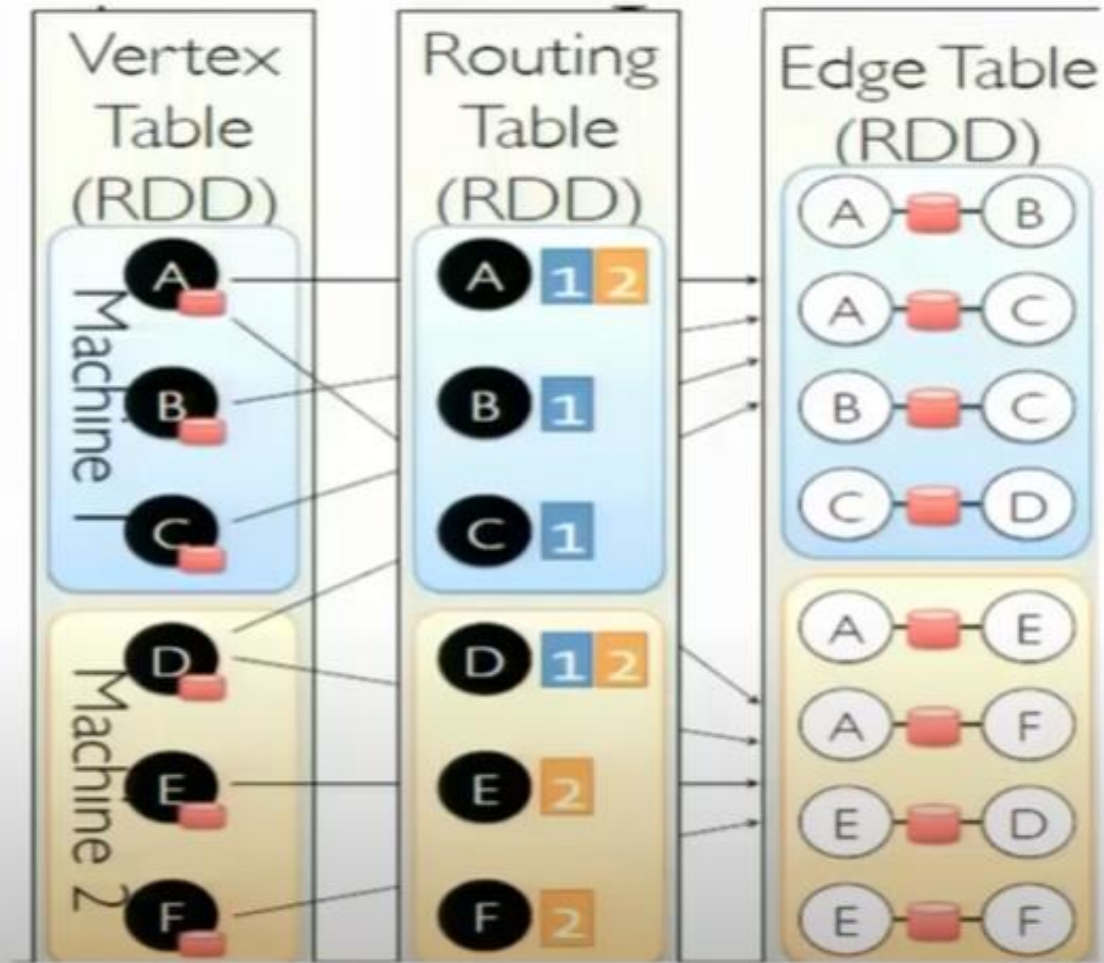 Vertex
Table
(RDD)
Machine 1
A
B
C
Machine 2
D
E
F
Routing
Table
(RDD)
A 1 2
B 1
C 1
D 1 2
E 2
F 2
Edge Table
(RDD)
A B
A C
B C
C D
A E
A F
E D
E F